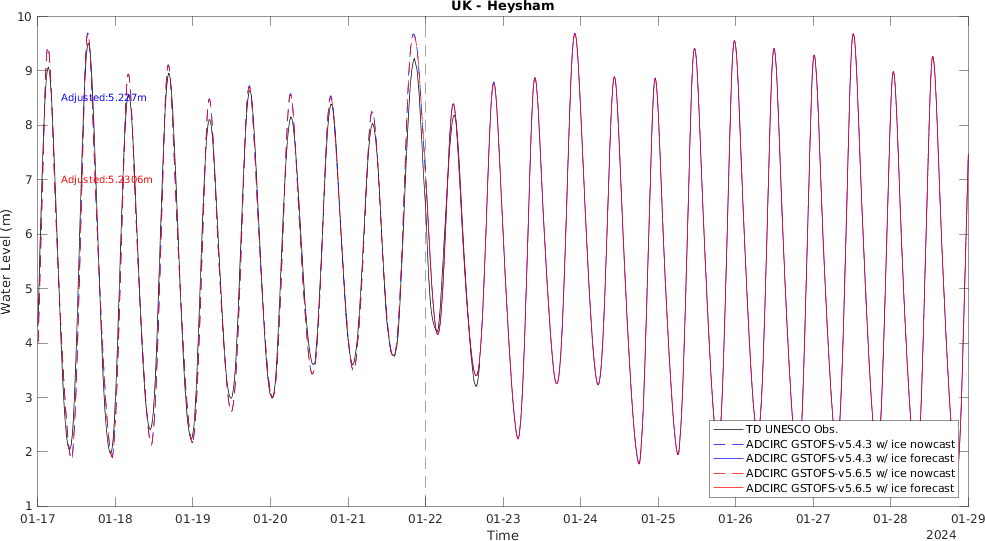 UK - Heysham
10
9
8
7
6
5
4
3
2
1
Water Level (m)
Adjusted:5.227m
Adjusted:5.2306m
TD UNESCO Obs.
ADCIRC GSTOFS-v5.4.3 w/ ice nowcast
ADCIRC GSTOFS-v5.4.3 w/ ice forecast
ADCIRC GSTOFS-v5.6.5 w/ ice nowcast
ADCIRC GSTOFS-v5.6.5 w/ ice forecast
01-17 01-18 01-19 01-20 01-21 01-22 01-23 01-24 01-25 01-26 01-27 01-28 01-29
Time
2024